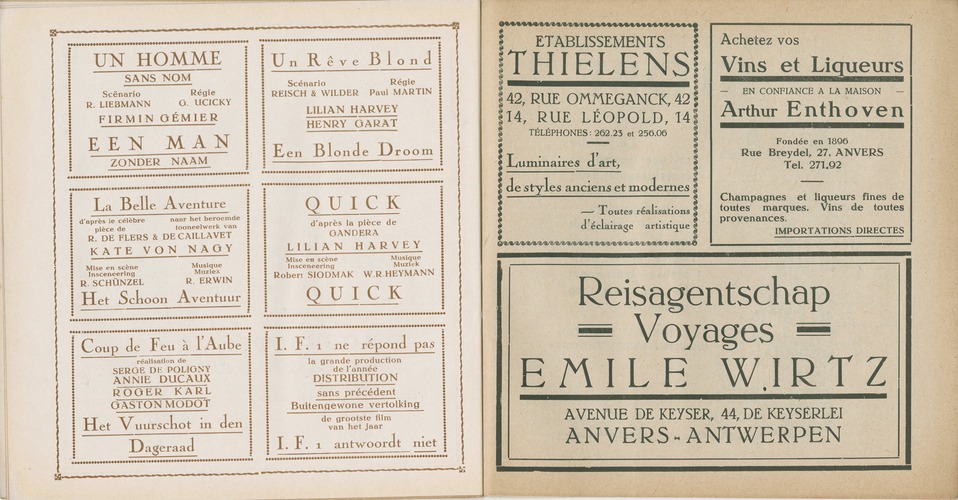 UN HOMME
SANS NOM
Scénario Régie
R. LIEBMANN G. UCICKY
FIRMIN GÉMIER
EEN MAN
ZONDER NAAM
Un Rêve Blond
Scénario Régie
REISCH & WILDER Paul MARTIN
LILIAN HARVEY
HENRY GARAT
Een Blonde Droom
La Belle Aventure
d'après le célèbre naar het beroemde
pièce de tooneelwerk van
R. DE FLERS & DE CAILLAVET
KATE VON NAGY
Mise en scène Musique
Insceneering Muziek
R. SCHÜNZEL R. ERWIN
Het Schoon Avontuur
QUICK
d'après la pièce de
GANDERA
LILIAN HARVEY
Mise en scène Musique
Insceneering Muziek
Robert SIODMAK W.R. HEYMANN
QUICK
Coup de Feu à l'Aube
réalisation de
SERGE DE POLIGNY
ANNIE DUCAUX
ROGER KARL
GASTON MODOT
Het Vuurschot in den
Dageraad
I. F. 1 ne répond pas
la grande production
de l'année
DISTRIBUTION
sans précédent
Buitengewone vertolking
de grootste film
van het jaar
I. F. 1 antwoordt niet
ETABLISSEMENTS
THIELENS
42, RUE OMMEGANCK, 42
14, RUE LÉOPOLD, 14
TÉLÉPHONES: 262.23 et 256.06
Luminaires d'art,
de styles anciens et modernes
— Toutes réalisations
d'éclairage artistique
Achetez vos
Vins et Liqueurs
— EN CONFIANCE A LA MAISON —
Arthur Enthoven
Fondée en 1896
Rue Breydel, 27, ANVERS
Tel. 271.92
Champagnes et liqueurs fines de
toutes marques. Vins de toutes
provenances.
IMPORTATIONS DIRECTES
Reisagentschap
Voyages
EMILE WIRTZ
AVENUE DE KEYSER, 44, DE KEYSERLEI
ANVERS - ANTWERPEN